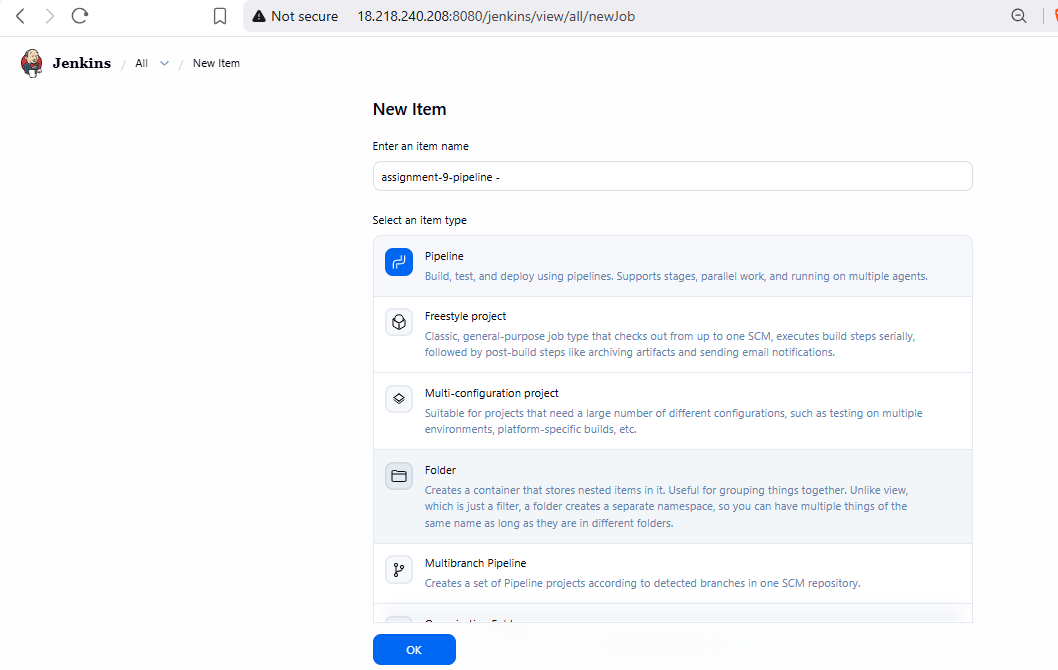 Not secure 18.218.240.208:8080/jenkins/view/all/newJob
Jenkins / All / New Item
New Item
Enter an item name
assignment-9-pipeline -
Select an item type
Pipeline
Build, test, and deploy using pipelines. Supports stages, parallel work, and running on multiple agents.
Freestyle project
Classic, general-purpose job type that checks out from up to one SCM, executes build steps serially,
followed by post-build steps like archiving artifacts and sending email notifications.
Multi-configuration project
Suitable for projects that need a large number of different configurations, such as testing on multiple
environments, platform-specific builds, etc.
Folder
Creates a container that stores nested items in it. Useful for grouping things together. Unlike view,
which is just a filter, a folder creates a separate namespace, so you can have multiple things of the
same name as long as they are in different folders.
Multibranch Pipeline
Creates a set of Pipeline projects according to detected branches in one SCM repository.
OK